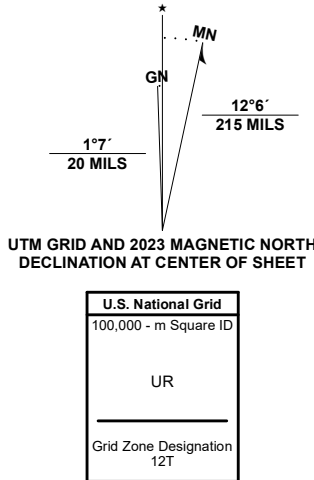 ★
MN
GN
12°6´
215 MILS
1°7´
20 MILS
UTM GRID AND 2023 MAGNETIC NORTH
DECLINATION AT CENTER OF SHEET
U.S. National Grid
100,000 - m Square ID
UR
Grid Zone Designation
12T